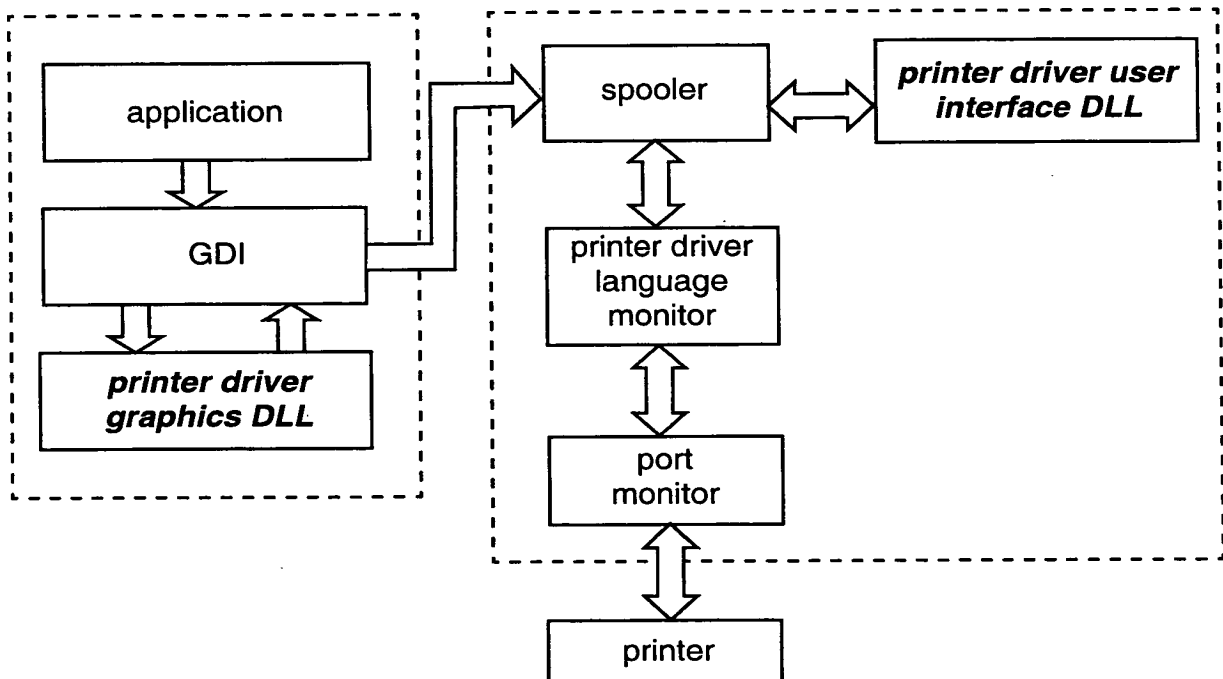 application
GDI
printer driver
graphics DLL
spooler
printer driver user
interface DLL
printer driver
language
monitor
port
monitor
printer